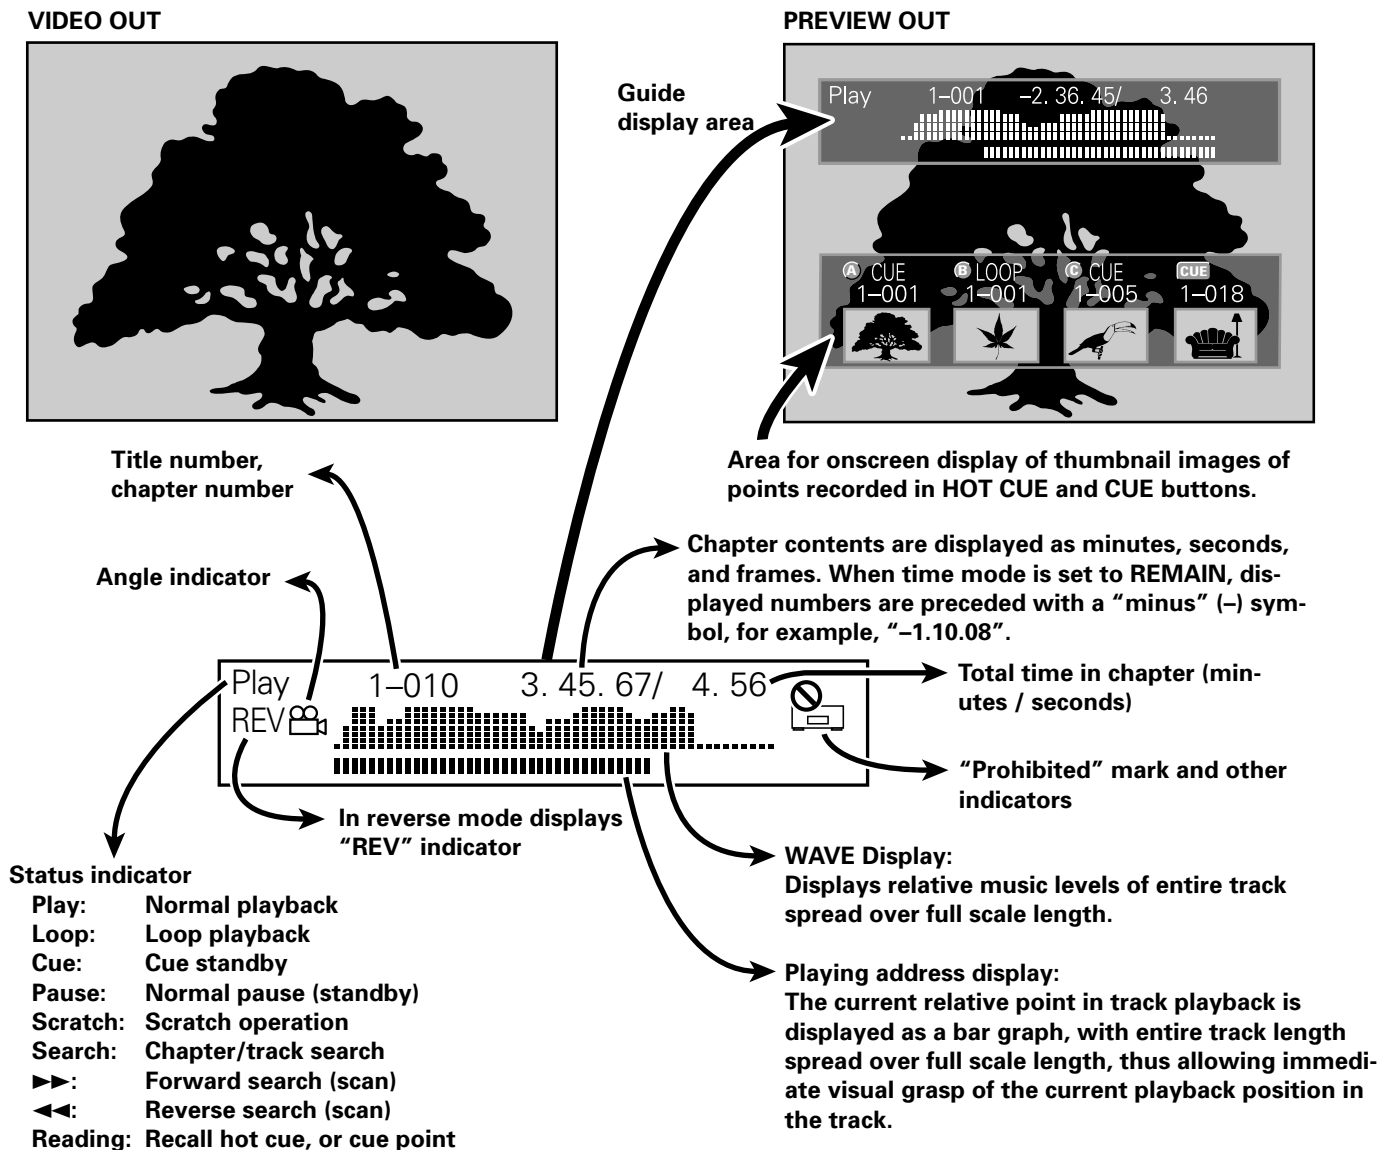 VIDEO OUT
PREVIEW OUT
Guide
display area
Play 1–001 –2. 36. 45/ 3. 46
A CUE B LOOP C CUE CUE
1–001 1–001 1–005 1–018
Area for onscreen display of thumbnail images of
points recorded in HOT CUE and CUE buttons.
Title number,
chapter number
Angle indicator
Chapter contents are displayed as minutes, seconds,
and frames. When time mode is set to REMAIN, dis-
played numbers are preceded with a “minus” (–) sym-
bol, for example, “–1.10.08”.
Play 1–010 3. 45. 67/ 4. 56
REV
Total time in chapter (min-
utes / seconds)
“Prohibited” mark and other
indicators
In reverse mode displays
“REV” indicator
WAVE Display:
Displays relative music levels of entire track
spread over full scale length.
Playing address display:
The current relative point in track playback is
displayed as a bar graph, with entire track length
spread over full scale length, thus allowing immedi-
ate visual grasp of the current playback position in
the track.
Status indicator
Play: Normal playback
Loop: Loop playback
Cue: Cue standby
Pause: Normal pause (standby)
Scratch: Scratch operation
Search: Chapter/track search
►►: Forward search (scan)
◄◄: Reverse search (scan)
Reading: Recall hot cue, or cue point